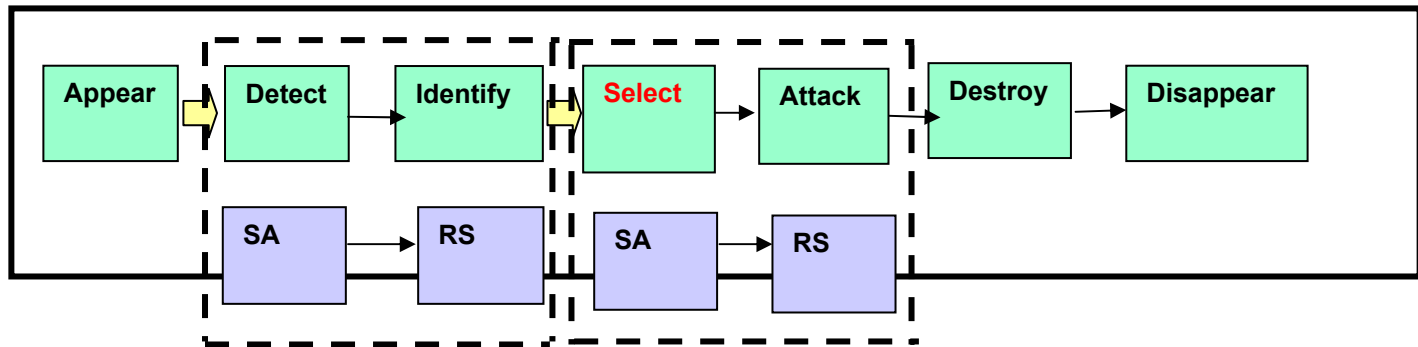 Appear
Detect
Identify
Select
Attack
Destroy
Disappear
SA
RS
SA
RS